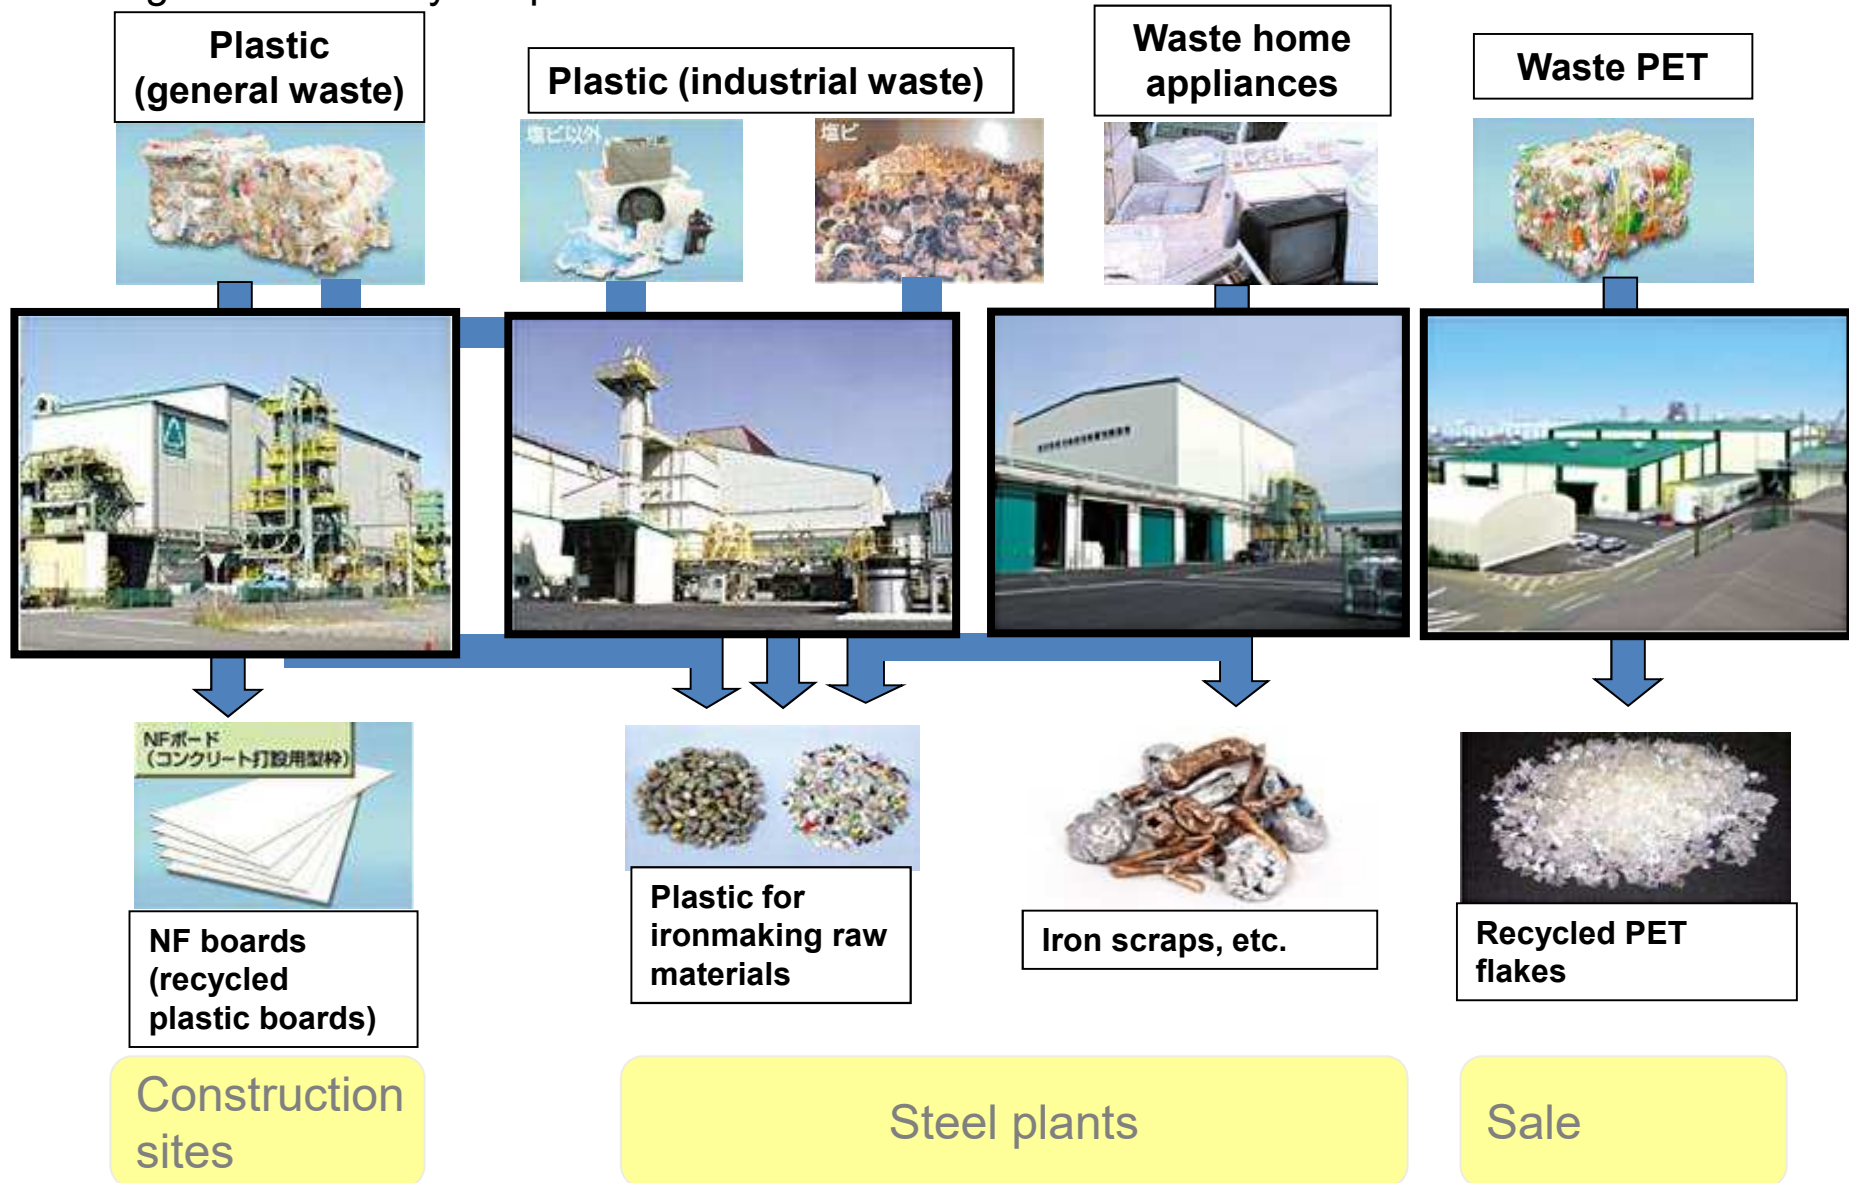 Plastic
(general waste)
Plastic (industrial waste)
Waste home
appliances
Waste PET
塩ビ以外
塩ビ
NFボード
(コンクリート打設用型枠)
NF boards
(recycled
plastic boards)
Plastic for
ironmaking raw
materials
Iron scraps, etc.
Recycled PET
flakes
Construction
sites
Steel plants
Sale